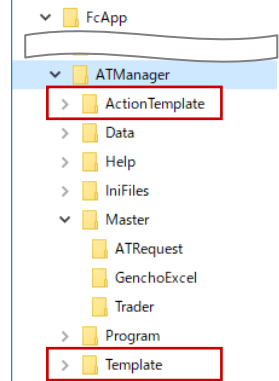 FcApp
ATManager
ActionTemplate
Data
Help
IniFiles
Master
ATRequest
GenchoExcel
Trader
Program
Template